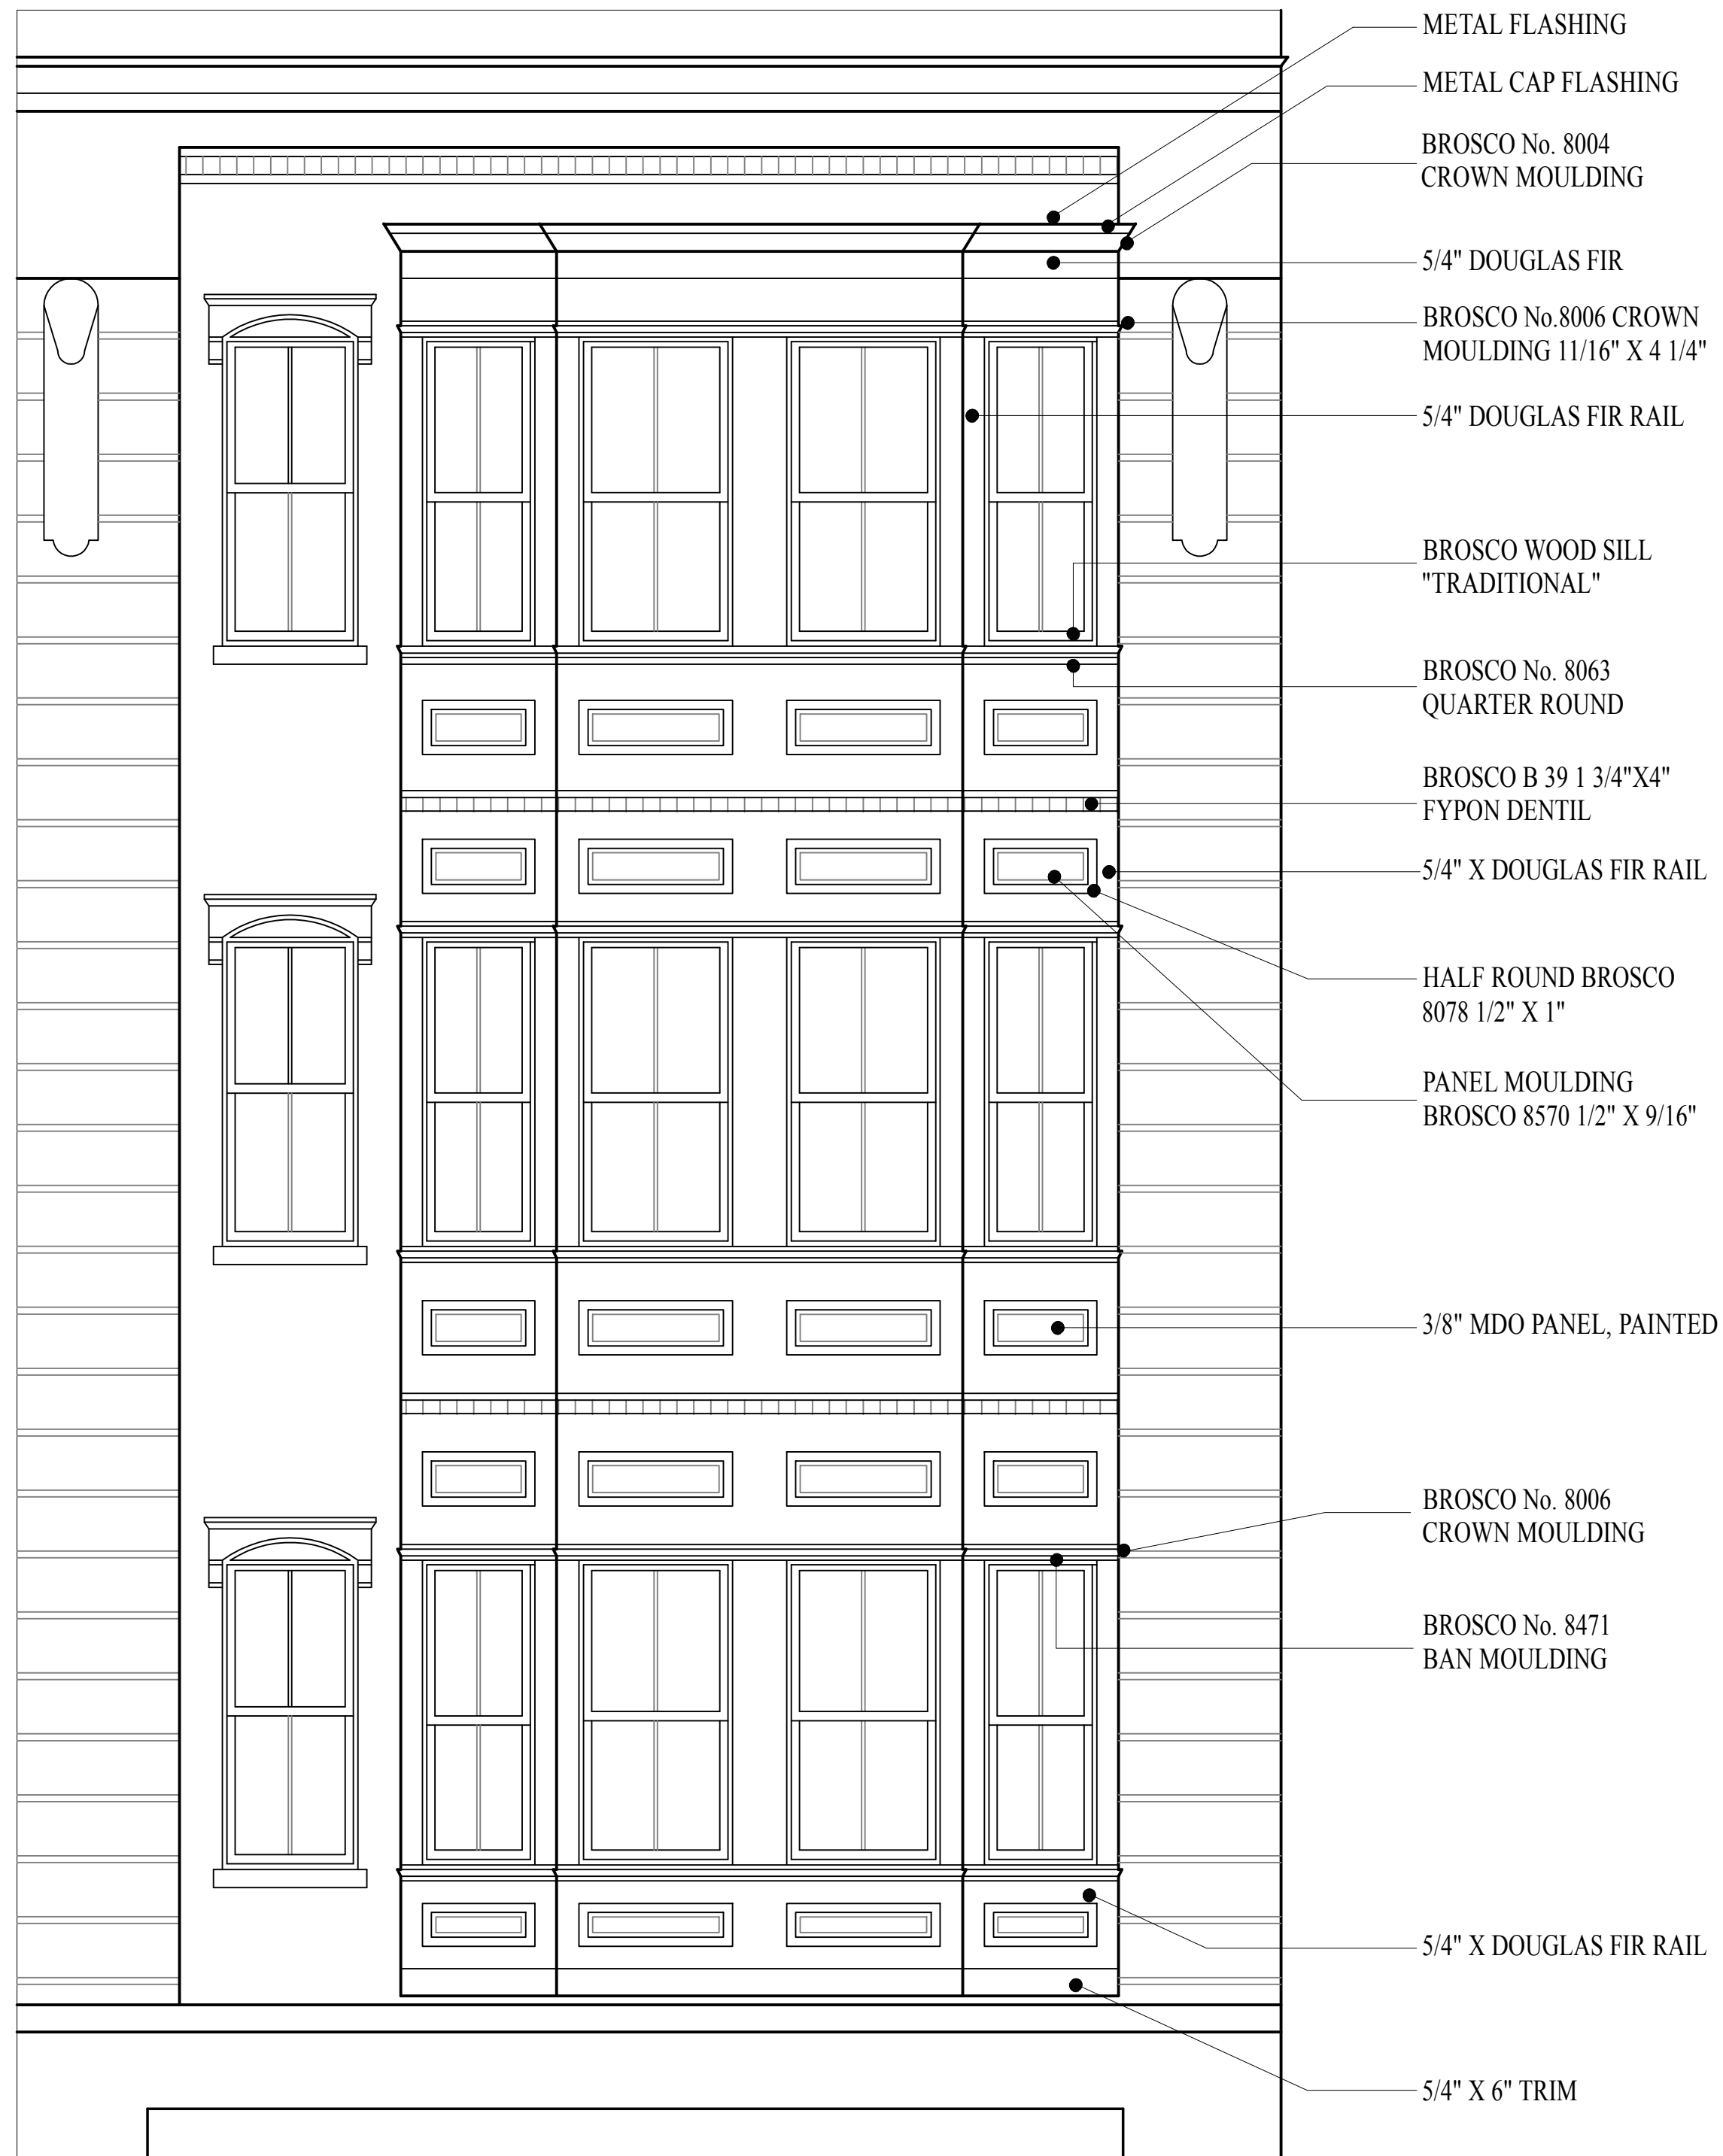 METAL FLASHING
METAL CAP FLASHING
BROSCO No. 8004
CROWN MOULDING
5/4" DOUGLAS FIR
BROSCO No.8006 CROWN
MOULDING 11/16" X 4 1/4"
5/4" DOUGLAS FIR RAIL
BROSCO WOOD SILL
"TRADITIONAL"
BROSCO No. 8063
QUARTER ROUND
BROSCO B 39 1 3/4"X4"
FYPON DENTIL
5/4" X DOUGLAS FIR RAIL
HALF ROUND BROSCO
8078 1/2" X 1"
PANEL MOULDING
BROSCO 8570 1/2" X 9/16"
3/8" MDO PANEL, PAINTED
BROSCO No. 8006
CROWN MOULDING
BROSCO No. 8471
BAN MOULDING
5/4" X DOUGLAS FIR RAIL
5/4" X 6" TRIM